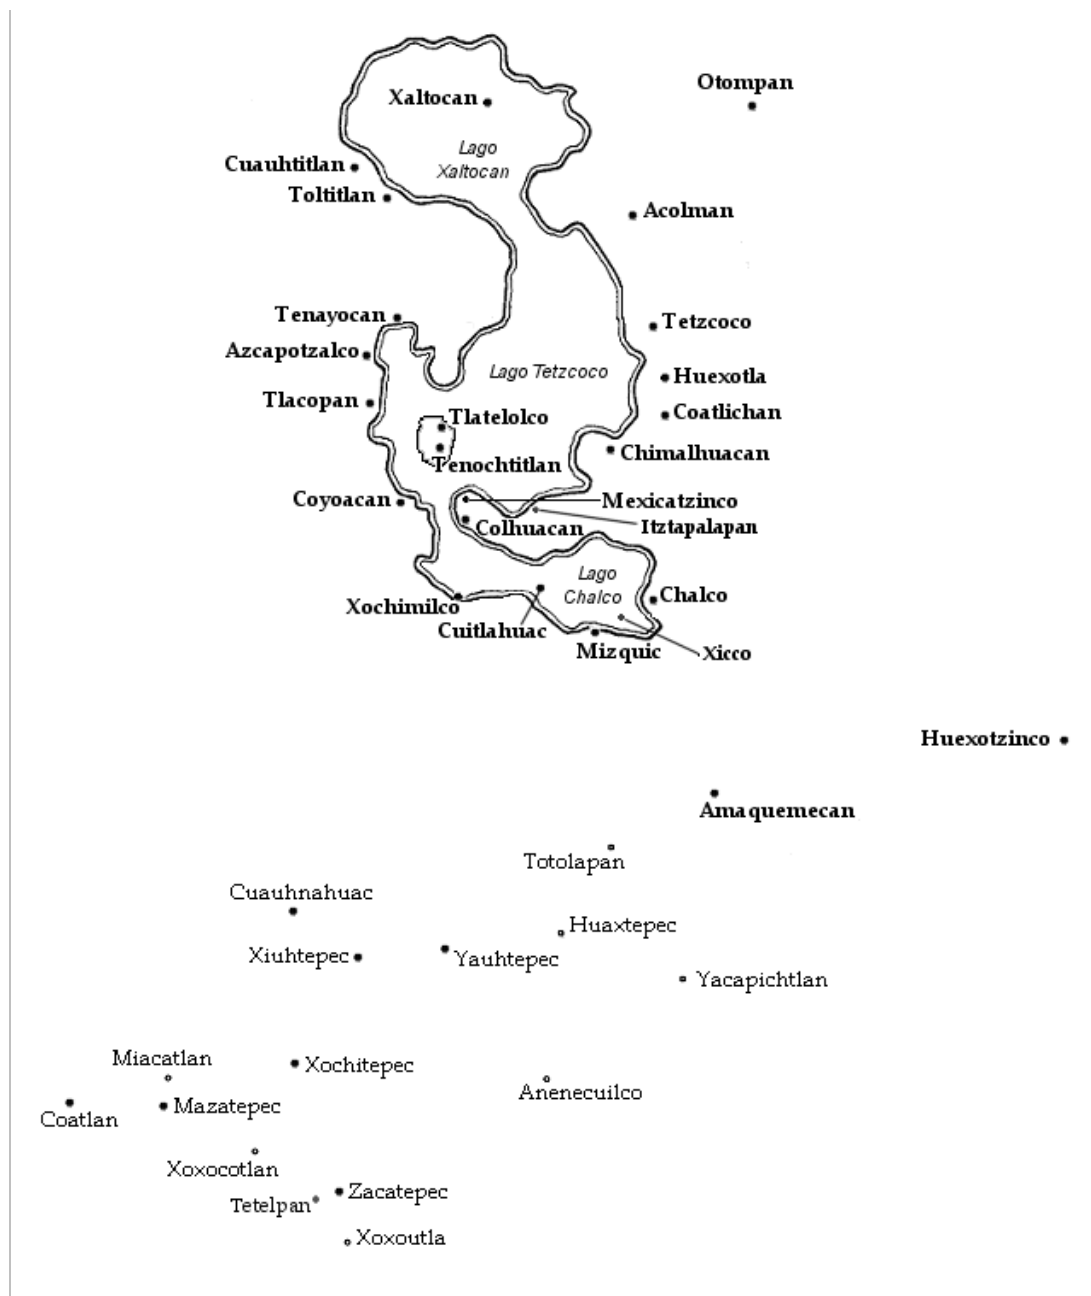 Otompan
Xaltocan
Lago
Xaltocan
Cuauhtitlan
Toltitlan
Acolman
Tenayocan
Tetzcoco
Azcapotzalco
Lago Tetzcoco
Huexotla
Tlacopan
Coatlichan
Tlatelolco
Chimalhuacan
Tenochtitlan
Coyoacan
Mexicatzinco
Colhuacan
Itztapalapan
Lago
Chalco
Chalco
Xochimilco
Cuitlahuac
Mizquic
Xicco
Huexotzinco
Amaquemecan
Totolapan
Cuauhnahuac
Huaxtepec
Xiuhtepec
Yauhtepec
Yacapichtlan
Miacatlan
Xochitepec
Anenecuilco
Mazatepec
Coatlan
Xoxocotlan
Zacatepec
Tetelpan
Xoxoutla